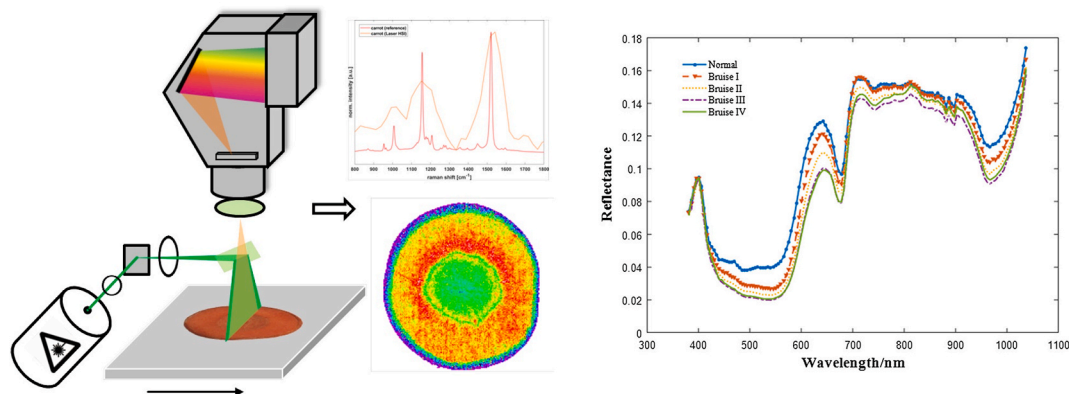 carrot (reference)
carrot (Laser HSI)
norm. intensity [a.u.]
800 900 1000 1100 1200 1300 1400 1500 1600 1700 1800
raman shift [cm⁻¹]
0.18
0.16
0.14
0.12
0.10
0.08
0.06
0.04
0.02
0
Reflectance
Normal
Bruise I
Bruise II
Bruise III
Bruise IV
300 400 500 600 700 800 900 1000 1100
Wavelength/nm